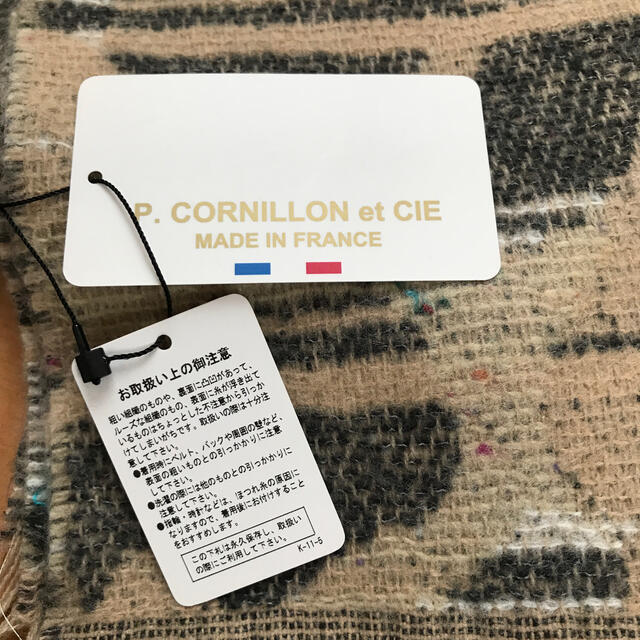 P. CORNILLON et CIE
MADE IN FRANCE
お取扱い上の御注意
粗い組織のものや、裏面に凸凹があって、
ルーズな組織のもの、表面に糸が浮き出て
いるものはちょっとした不注意から引っか
けてしまいがちです。取扱いの際は十分注
意して下さい。
●着用時にベルト、バックや周囲の壁など、
表面の粗いものとの引っかかりに注意
して下さい。
●洗濯の際には他のものとの引っかかりに
注意して下さい。
●指輪・時計などは、ほつれ糸の原因に
なりますので、着用後にお付けすること
をおすすめします。
この下札は永久保存し、取扱い
の際にご利用して下さい。
K-11-5